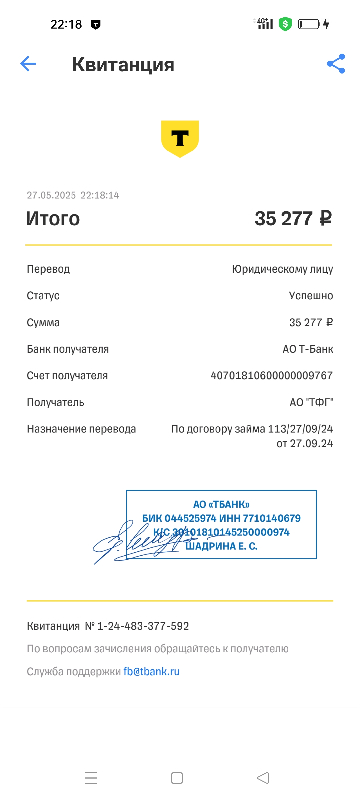 22:18
4G+
Квитанция
27.05.2025 22:18:14
Итого 35 277 ₽
Перевод Юридическому лицу
Статус Успешно
Сумма 35 277 ₽
Банк получателя АО Т-Банк
Счет получателя 40701810600000009767
Получатель АО "ТФГ"
Назначение перевода По договору займа 113/27/09/24
от 27.09.24
АО «ТБАНК»
БИК 044525974 ИНН 7710140679
К/С 30101810145250000974
ШАДРИНА Е. С.
Квитанция № 1-24-483-377-592
По вопросам зачисления обращайтесь к получателю
Служба поддержки fb@tbank.ru